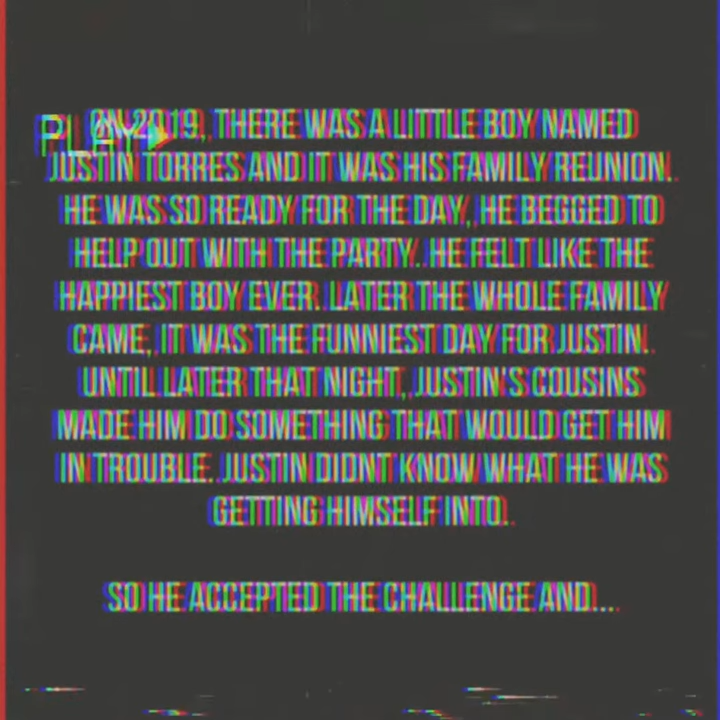 PLAY
ON 2019, THERE WAS A LITTLE BOY NAMED
JUSTIN TORRES AND IT WAS HIS FAMILY REUNION.
HE WAS SO READY FOR THE DAY, HE BEGGED TO
HELP OUT WITH THE PARTY. HE FELT LIKE THE
HAPPIEST BOY EVER. LATER THE WHOLE FAMILY
CAME, IT WAS THE FUNNIEST DAY FOR JUSTIN.
UNTIL LATER THAT NIGHT, JUSTIN'S COUSINS
MADE HIM DO SOMETHING THAT WOULD GET HIM
IN TROUBLE. JUSTIN DIDNT KNOW WHAT HE WAS
GETTING HIMSELF INTO.
SO HE ACCEPTED THE CHALLENGE AND....